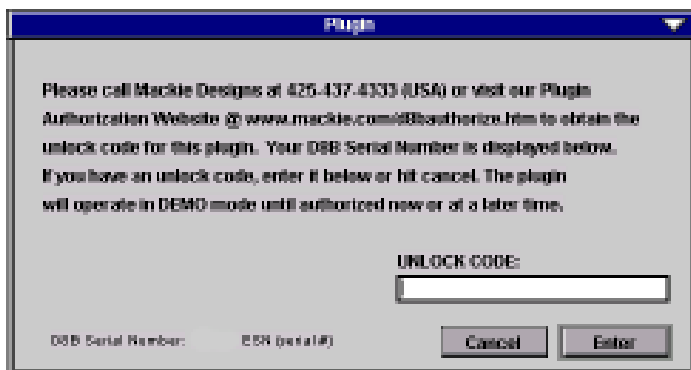 Plugin
Please call Mackie Designs at 425-437-4333 (USA) or visit our Plugin
Authorization Website @ www.mackie.com/d8bauthorize.htm to obtain the
unlock code for this plugin. Your D8B Serial Number is displayed below.
If you have an unlock code, enter it below or hit cancel. The plugin
will operate in DEMO mode until authorized now or at a later time.
UNLOCK CODE:
D8B Serial Number: ESN (serial#)
Cancel Enter